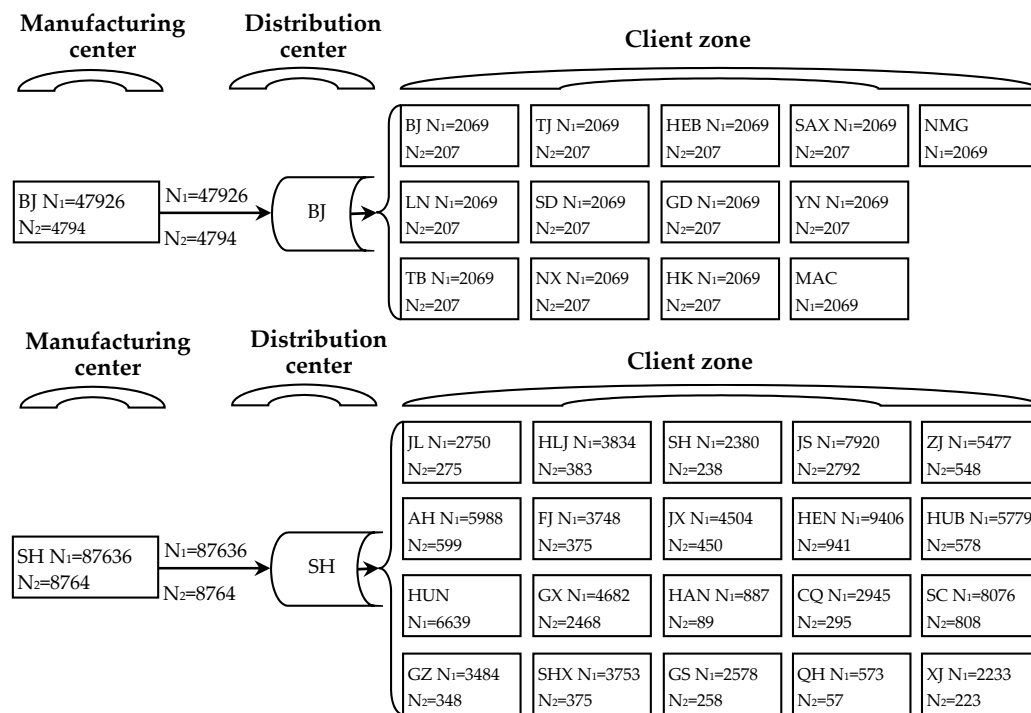 Manufacturing
center
Distribution
center
Client zone
BJ N₁=47926
N₂=4794
N₁=47926
N₂=4794
BJ
BJ N₁=2069
N₂=207
TJ N₁=2069
N₂=207
HEB N₁=2069
N₂=207
SAX N₁=2069
N₂=207
NMG
N₁=2069
LN N₁=2069
N₂=207
SD N₁=2069
N₂=207
GD N₁=2069
N₂=207
YN N₁=2069
N₂=207
TB N₁=2069
N₂=207
NX N₁=2069
N₂=207
HK N₁=2069
N₂=207
MAC
N₁=2069
Manufacturing
center
Distribution
center
Client zone
SH N₁=87636
N₂=8764
N₁=87636
N₂=8764
SH
JL N₁=2750
N₂=275
HLJ N₁=3834
N₂=383
SH N₁=2380
N₂=238
JS N₁=7920
N₂=2792
ZJ N₁=5477
N₂=548
AH N₁=5988
N₂=599
FJ N₁=3748
N₂=375
JX N₁=4504
N₂=450
HEN N₁=9406
N₂=941
HUB N₁=5779
N₂=578
HUN
N₁=6639
GX N₁=4682
N₂=2468
HAN N₁=887
N₂=89
CQ N₁=2945
N₂=295
SC N₁=8076
N₂=808
GZ N₁=3484
N₂=348
SHX N₁=3753
N₂=375
GS N₁=2578
N₂=258
QH N₁=573
N₂=57
XJ N₁=2233
N₂=223